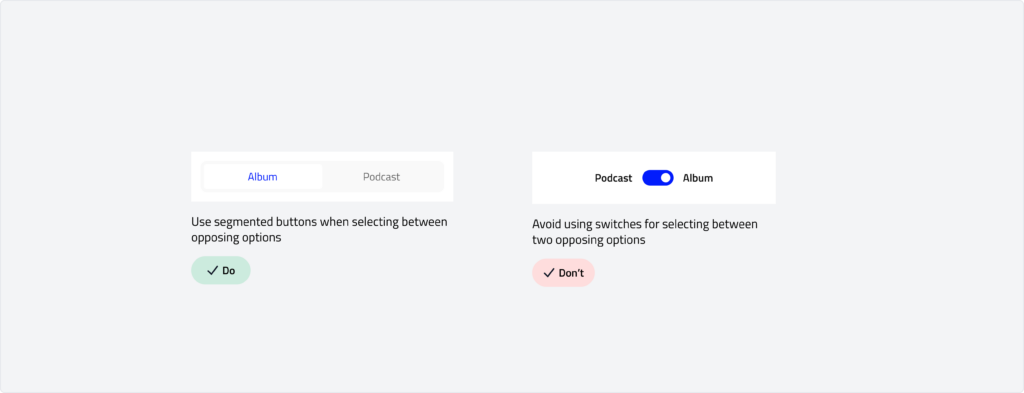 Album
Podcast
Use segmented buttons when selecting between
opposing options
Do
Podcast
Album
Avoid using switches for selecting between
two opposing options
Don't